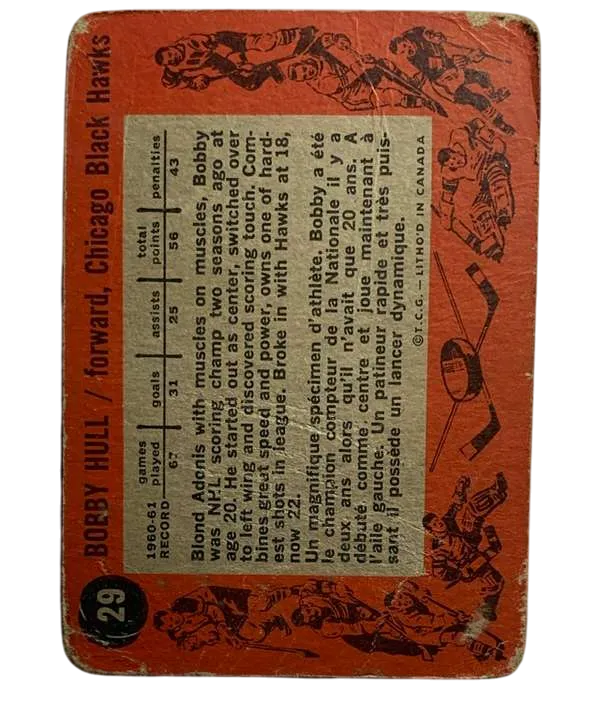 29
BOBBY HULL / forward, Chicago Black Hawks
1960-61 games total
RECORD played goals assists points penalties
67 31 25 56 43
Blond Adonis with muscles on muscles, Bobby
was NHL scoring champ two seasons ago at
age 20. He started out as center, switched over
to left wing and discovered scoring touch. Com-
bines great speed and power, owns one of hard-
est shots in league. Broke in with Hawks at 18,
now 22.
Un magnifique spécimen d'athlète, Bobby a été
le champion compteur de la Nationale il y a
deux ans alors qu'il n'avait que 20 ans. A
débuté comme centre et joue maintenant à
l'aile gauche. Un patineur rapide et très puis-
sant il possède un lancer dynamique.
© T.C.G. — LITHO'D IN CANADA